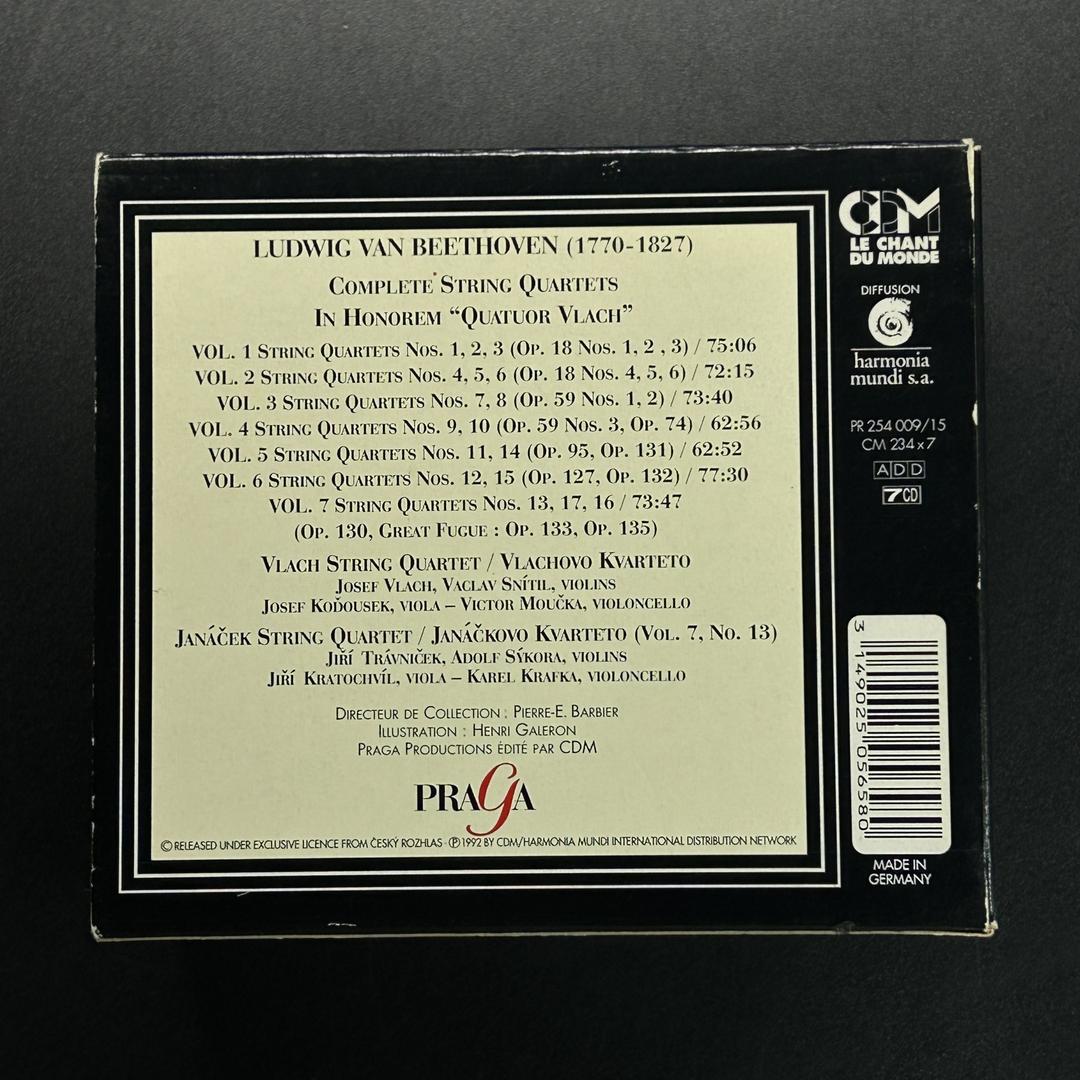 LUDWIG VAN BEETHOVEN (1770-1827)
COMPLETE STRING QUARTETS
IN HONOREM “QUATUOR VLACH”
VOL. 1 STRING QUARTETS NOS. 1, 2, 3 (OP. 18 NOS. 1, 2 , 3) / 75:06
VOL. 2 STRING QUARTETS NOS. 4, 5, 6 (OP. 18 NOS. 4, 5, 6) / 72:15
VOL. 3 STRING QUARTETS NOS. 7, 8 (OP. 59 NOS. 1, 2) / 73:40
VOL. 4 STRING QUARTETS NOS. 9, 10 (OP. 59 NOS. 3, OP. 74) / 62:56
VOL. 5 STRING QUARTETS NOS. 11, 14 (OP. 95, OP. 131) / 62:52
VOL. 6 STRING QUARTETS NOS. 12, 15 (OP. 127, OP. 132) / 77:30
VOL. 7 STRING QUARTETS NOS. 13, 17, 16 / 73:47
(OP. 130, GREAT FUGUE : OP. 133, OP. 135)
VLACH STRING QUARTET / VLACHOVO KVARTETO
JOSEF VLACH, VACLAV SNÍTIL, VIOLINS
JOSEF KOĎOUSEK, VIOLA – VICTOR MOUČKA, VIOLONCELLO
JANÁČEK STRING QUARTET / JANÁČKOVO KVARTETO (VOL. 7, NO. 13)
JIŘÍ TRÁVNIČEK, ADOLF SÝKORA, VIOLINS
JIŘÍ KRATOCHVÍL, VIOLA – KAREL KRAFKA, VIOLONCELLO
DIRECTEUR DE COLLECTION : PIERRE-E. BARBIER
ILLUSTRATION : HENRI GALERON
PRAGA PRODUCTIONS ÉDITÉ PAR CDM
PRAGA
© RELEASED UNDER EXCLUSIVE LICENCE FROM ČESKÝ ROZHLAS - ℗ 1992 BY CDM/HARMONIA MUNDI INTERNATIONAL DISTRIBUTION NETWORK
CDM
LE CHANT
DU MONDE
DIFFUSION
harmonia
mundi s.a.
PR 254 009/15
CM 234 x 7
ADD
7 CD
3 149025 056580
MADE IN
GERMANY